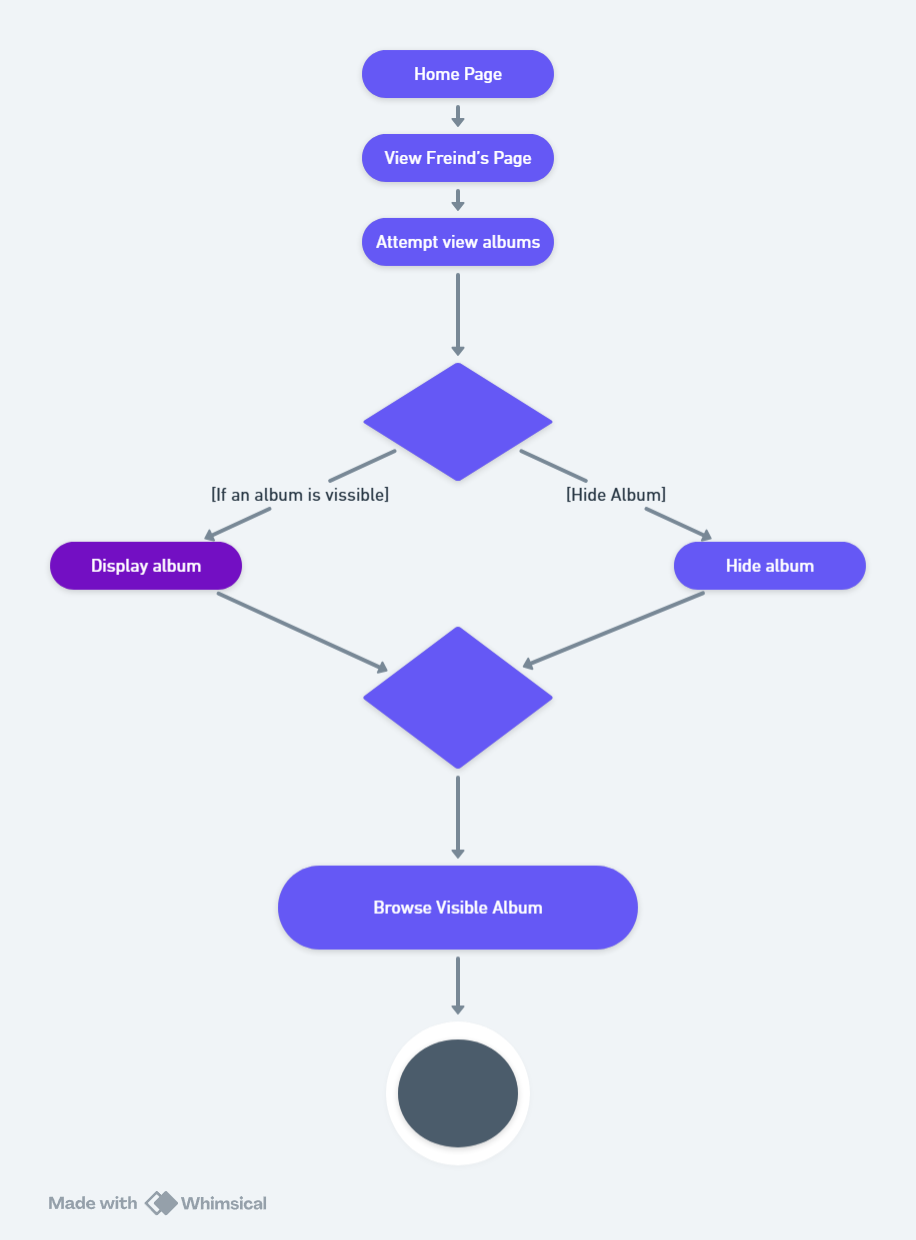 Home Page
View Freind's Page
Attempt view albums
[If an album is vissible]
[Hide Album]
Display album
Hide album
Browse Visible Album
Made with Whimsical